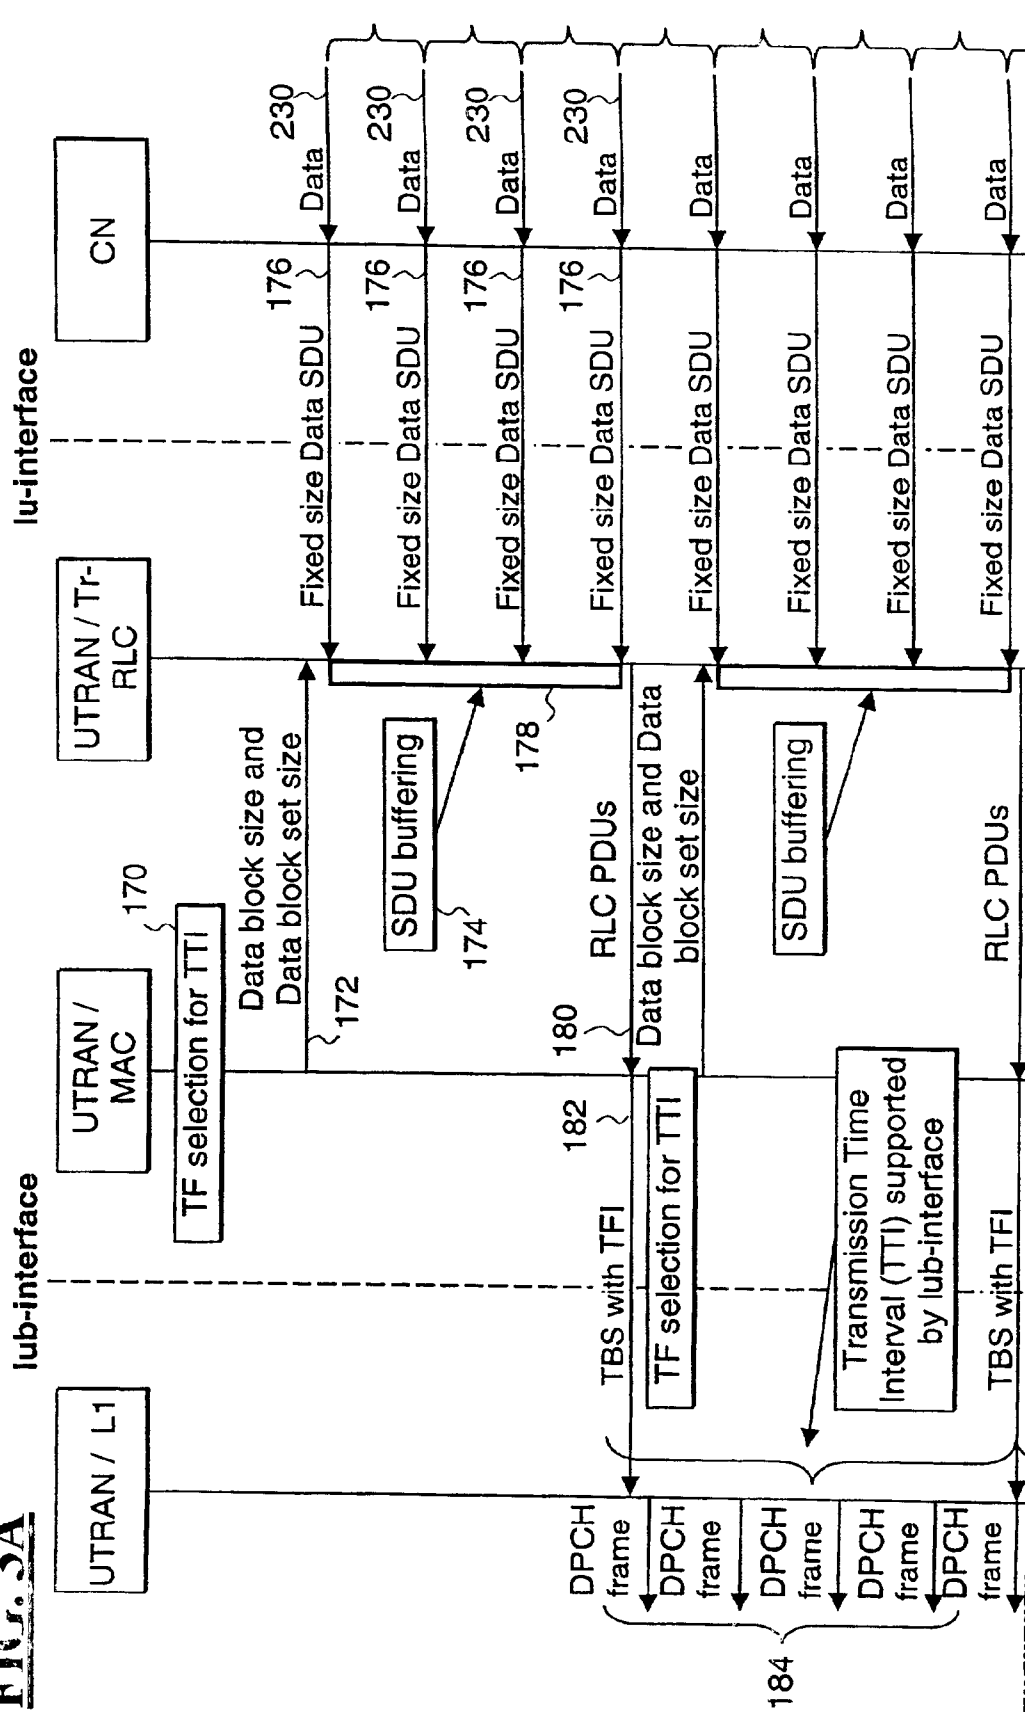 FIG. 3A
Iub-interface
Iu-interface
UTRAN / L1
UTRAN /
MAC
UTRAN / Tr-
RLC
CN
170
TF selection for TTI
Data block size and
Data block set size
172
Fixed size Data SDU
176
Data
230
Fixed size Data SDU
176
Data
230
SDU buffering
174
178
Fixed size Data SDU
176
Data
230
Fixed size Data SDU
176
Data
230
TBS with TFI
182
180
RLC PDUs
TF selection for TTI
Data block size and Data
block set size
Fixed size Data SDU
Data
Fixed size Data SDU
Data
SDU buffering
Transmission Time
Interval (TTI) supported
by Iub-interface
Fixed size Data SDU
Data
Fixed size Data SDU
Data
TBS with TFI
RLC PDUs
DPCH
frame
DPCH
frame
DPCH
frame
DPCH
frame
DPCH
frame
184